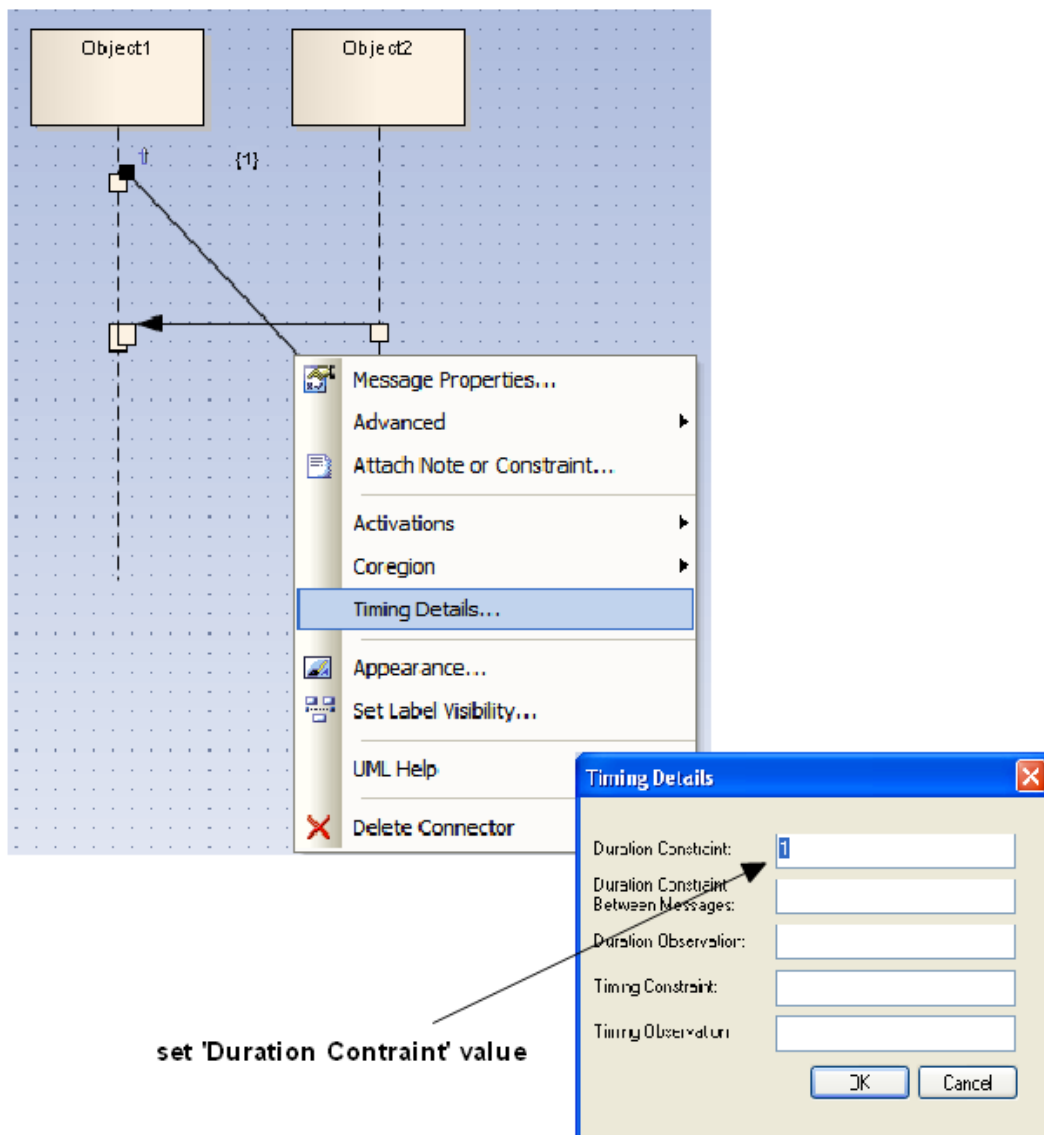 Object1
Object2
{1}
Message Properties...
Advanced
Attach Note or Constraint...
Activations
Coregion
Timing Details...
Appearance...
Set Label Visibility...
UML Help
Delete Connector
Timing Details
Duration Constraint:
1
Duration Constraint
Between Messages:
Duration Observation:
Timing Constraint:
Timing Observation
OK
Cancel
set 'Duration Contraint' value